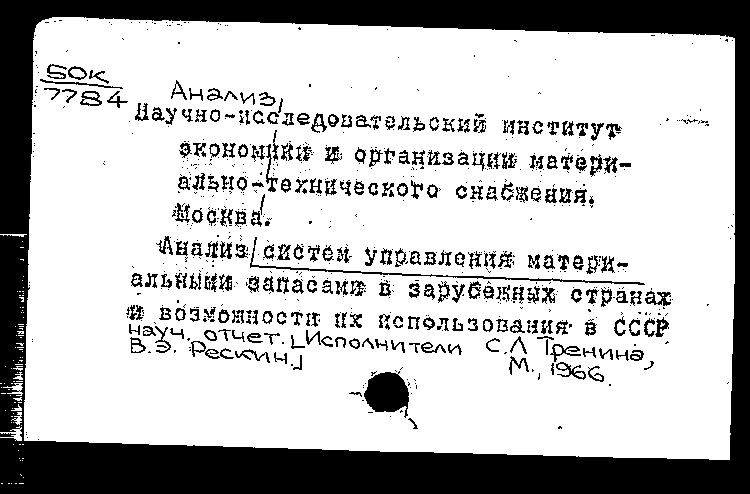 БОК
7784
Анализ
Научно-исследовательский институт
экономики и организации матери-
ально-технического снабжения.
Москва.
Анализ систем управления матери-
альными запасами в зарубежных странах
и возможности их использования в СССР
науч. отчет. [Исполнители С.Л Тренина,
В.Э. Рескин.] М., 1966.